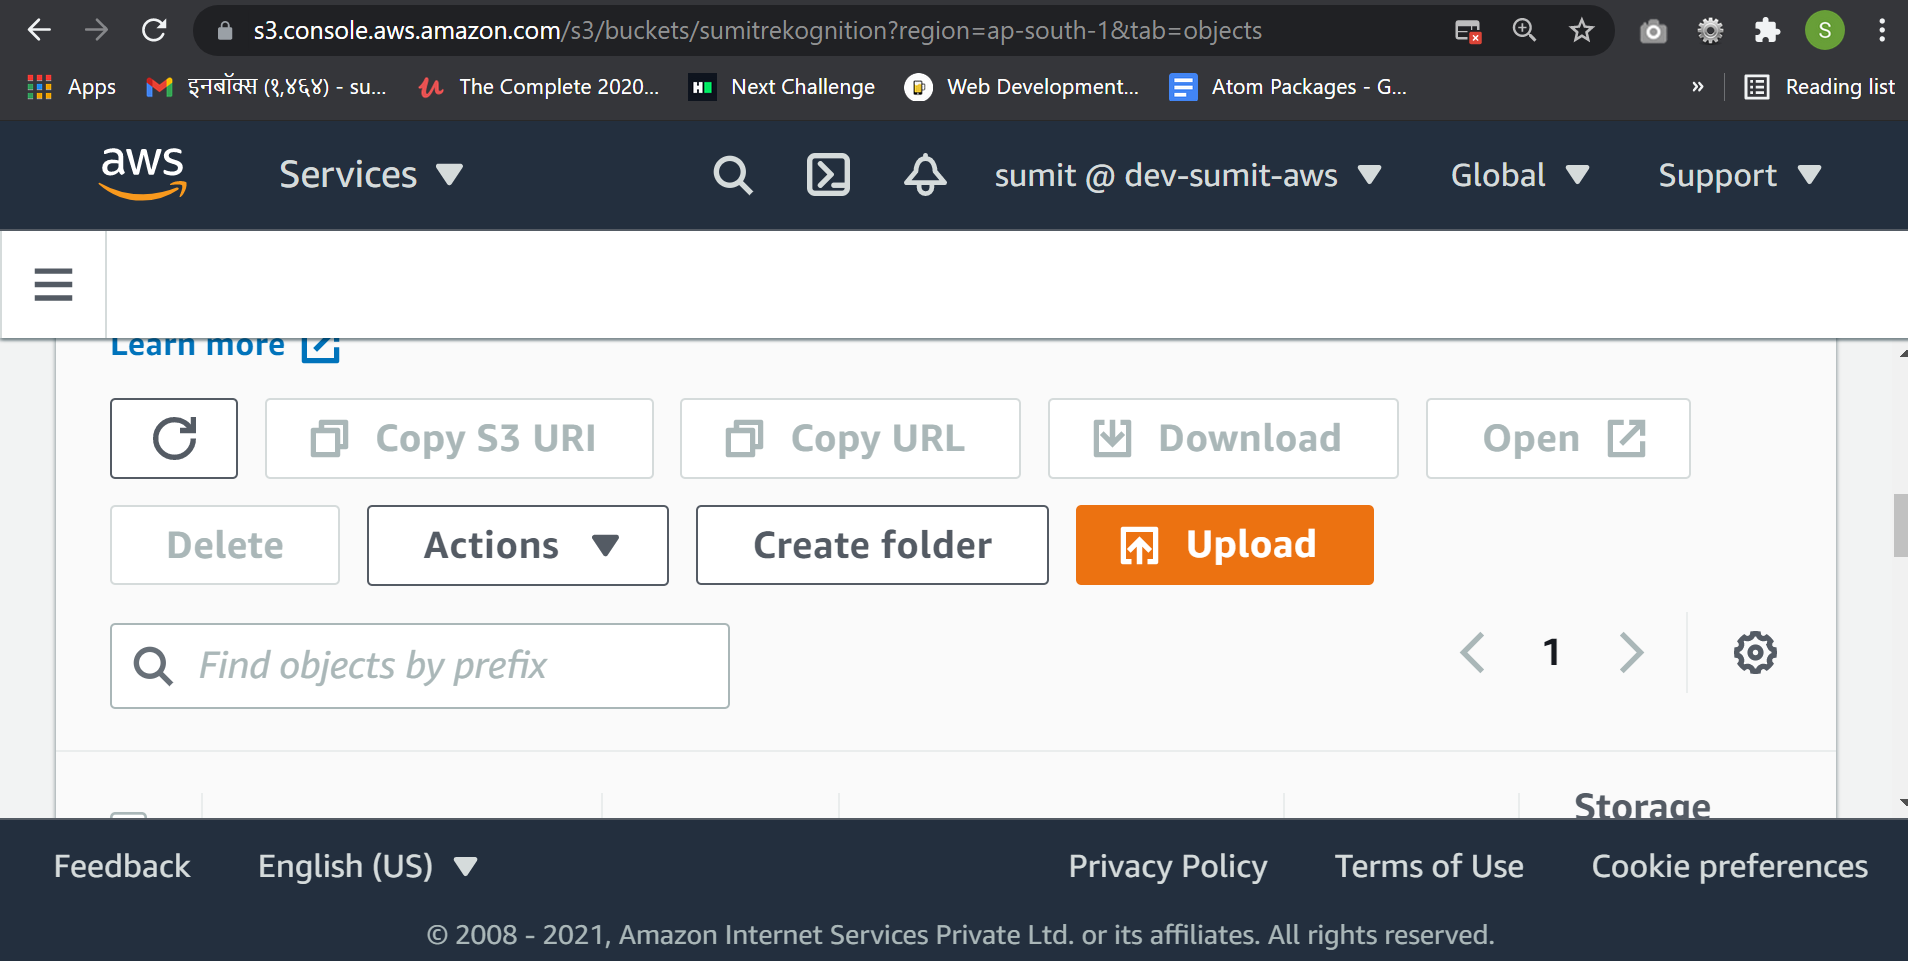 s3.console.aws.amazon.com/s3/buckets/sumitrekognition?region=ap-south-1&tab=objects
S
Apps
इनबॉक्स (१,४६४) - su...
The Complete 2020...
Next Challenge
Web Development...
Atom Packages - G...
»
Reading list
aws
Services
sumit @ dev-sumit-aws
Global
Support
Learn more
Copy S3 URI
Copy URL
Download
Open
Delete
Actions
Create folder
Upload
Find objects by prefix
1
Storage
Feedback
English (US)
Privacy Policy
Terms of Use
Cookie preferences
© 2008 - 2021, Amazon Internet Services Private Ltd. or its affiliates. All rights reserved.